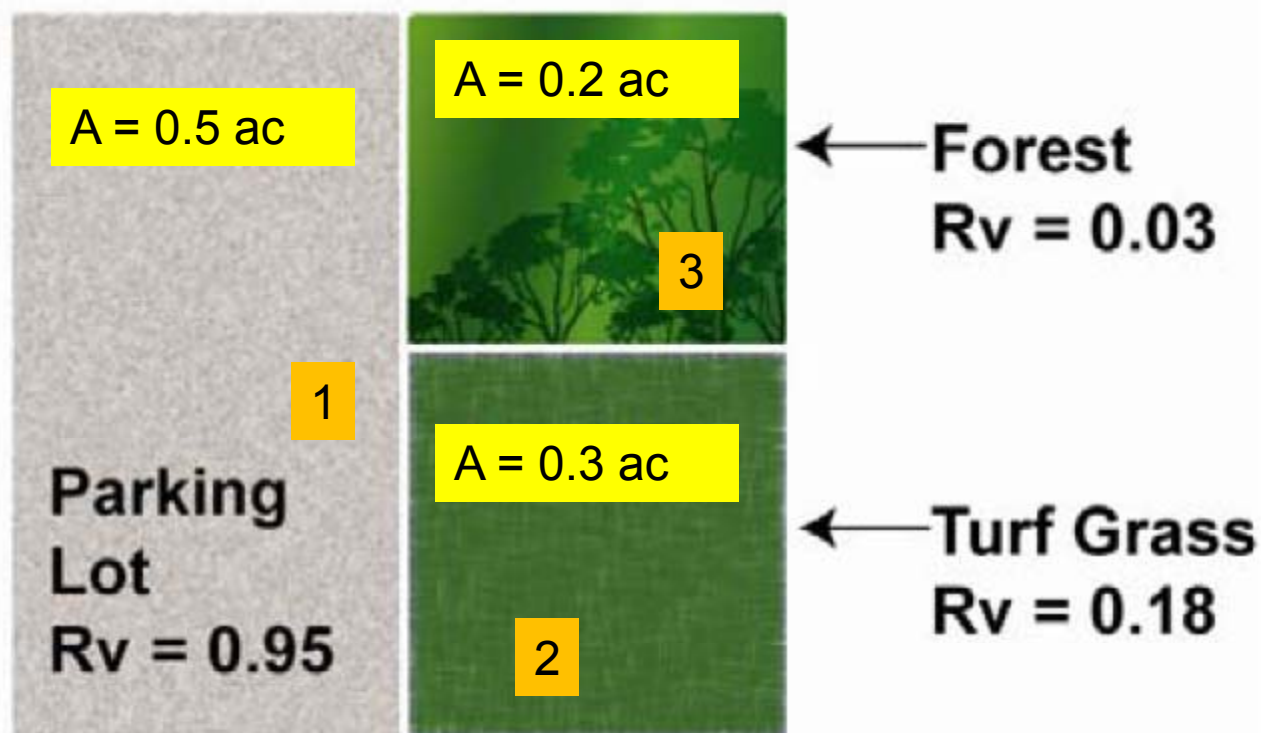 A = 0.5 ac
1
Parking
Lot
Rv = 0.95
A = 0.2 ac
3
Forest
Rv = 0.03
A = 0.3 ac
2
Turf Grass
Rv = 0.18